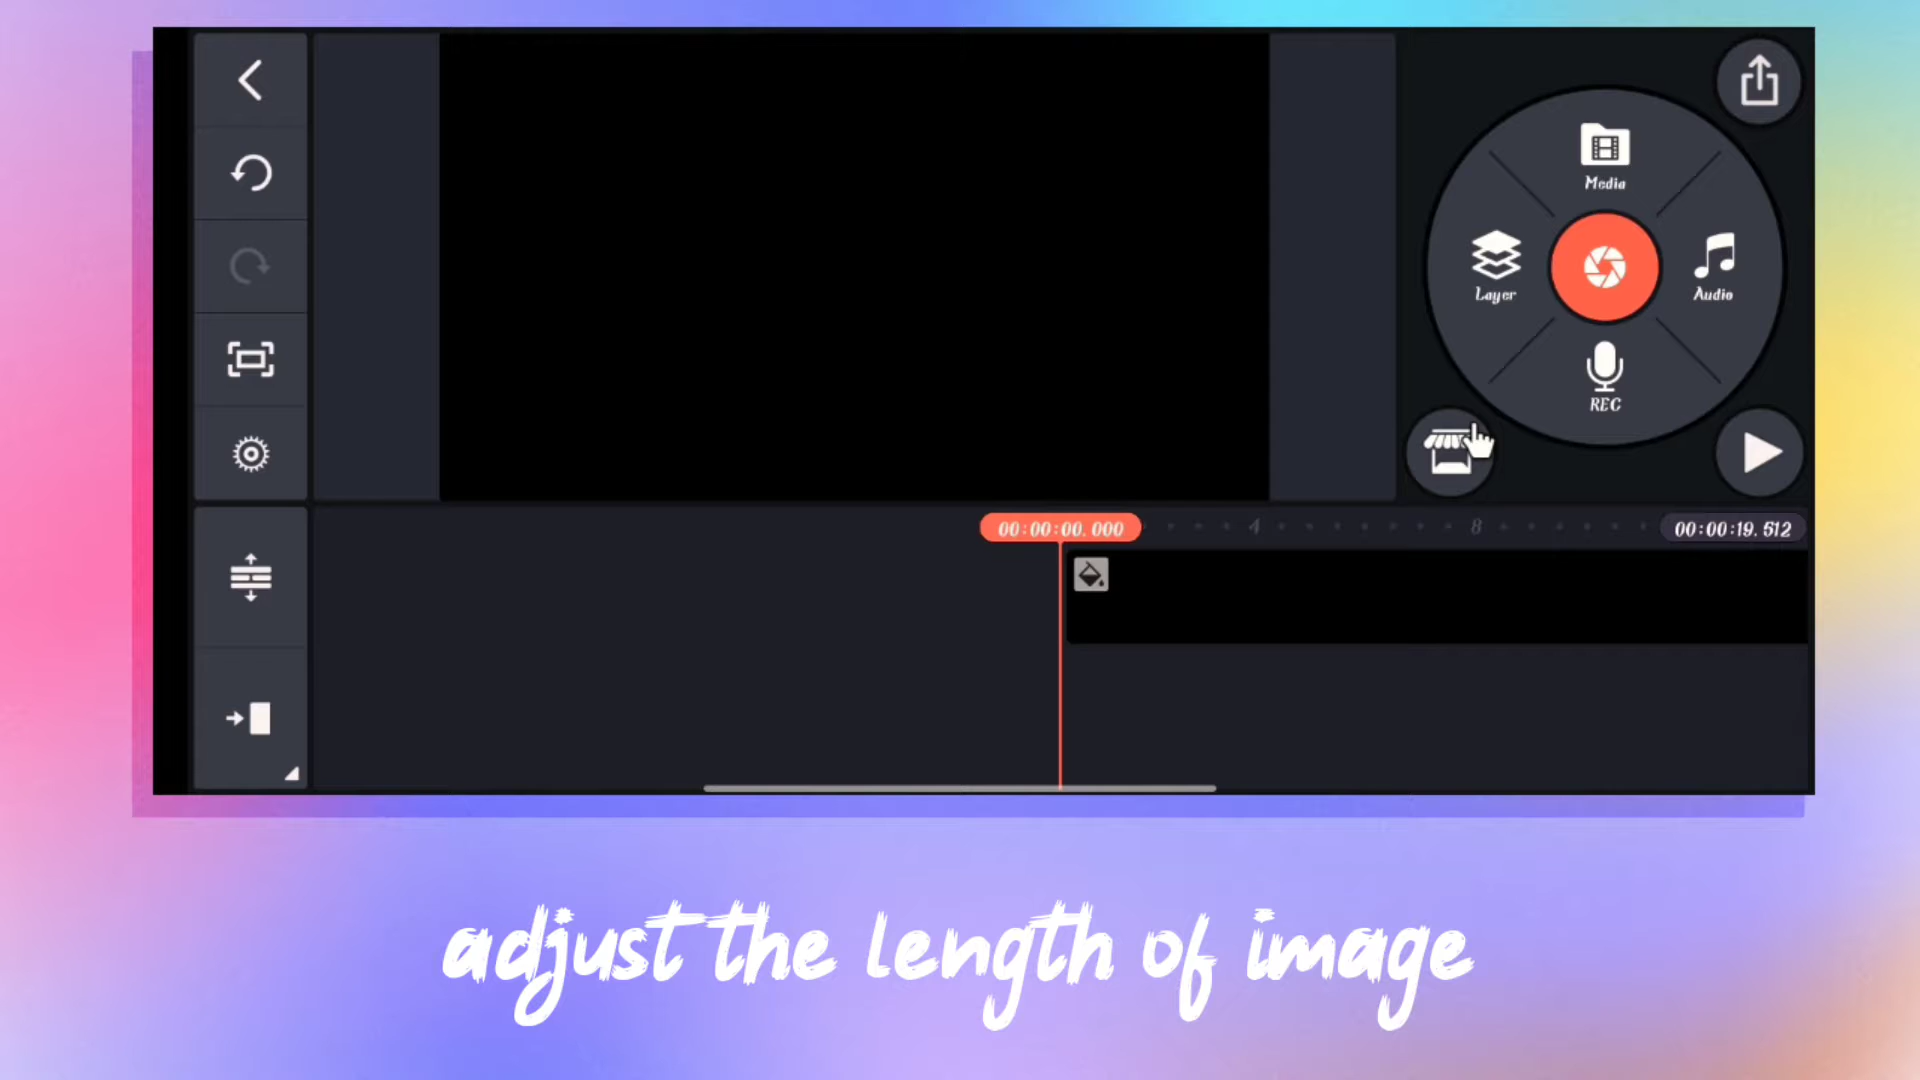 Media
Layer
Audio
REC
00:00:00.000
4
8
00:00:19.512
adjust the length of image